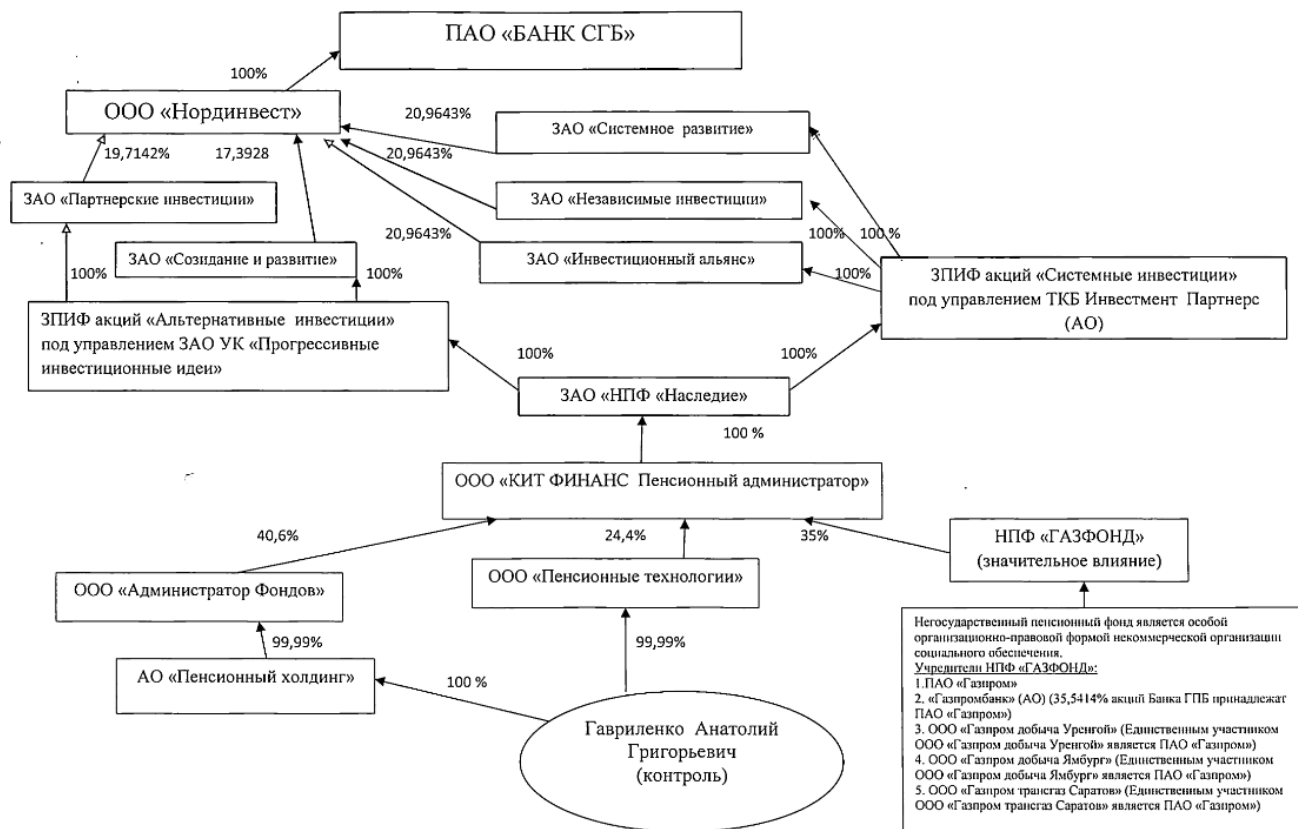 ПАО «БАНК СГБ»
100%
ООО «Нординвест»
20,9643%
ЗАО «Системное развитие»
19,7142%
17,3928
20,9643%
ЗАО «Партнерские инвестиции»
ЗАО «Независимые инвестиции»
20,9643%
100%
100 %
ЗАО «Созидание и развитие»
ЗАО «Инвестиционный альянс»
100%
100%
100%
ЗПИФ акций «Системные инвестиции»
под управлением ТКБ Инвестмент Партнерс
(АО)
ЗПИФ акций «Альтернативные инвестиции»
под управлением ЗАО УК «Прогрессивные
инвестиционные идеи»
100%
100%
ЗАО «НПФ «Наследие»
100 %
ООО «КИТ ФИНАНС Пенсионный администратор»
40,6%
24,4%
35%
НПФ «ГАЗФОНД»
(значительное влияние)
ООО «Администратор Фондов»
ООО «Пенсионные технологии»
99,99%
99,99%
АО «Пенсионный холдинг»
100 %
Гавриленко Анатолий
Григорьевич
(контроль)
Негосударственный пенсионный фонд является особой
организационно-правовой формой некоммерческой организации
социального обеспечения.
Учредители НПФ «ГАЗФОНД»:
1.ПАО «Газпром»
2. «Газпромбанк» (АО) (35,5414% акций Банка ГПБ принадлежат
ПАО «Газпром»)
3. ООО «Газпром добыча Уренгой» (Единственным участником
ООО «Газпром добыча Уренгой» является ПАО «Газпром»)
4. ООО «Газпром добыча Ямбург» (Единственным участником
ООО «Газпром добыча Ямбург» является ПАО «Газпром»)
5. ООО «Газпром трансгаз Саратов» (Единственным участником
ООО «Газпром трансгаз Саратов» является ПАО «Газпром»)